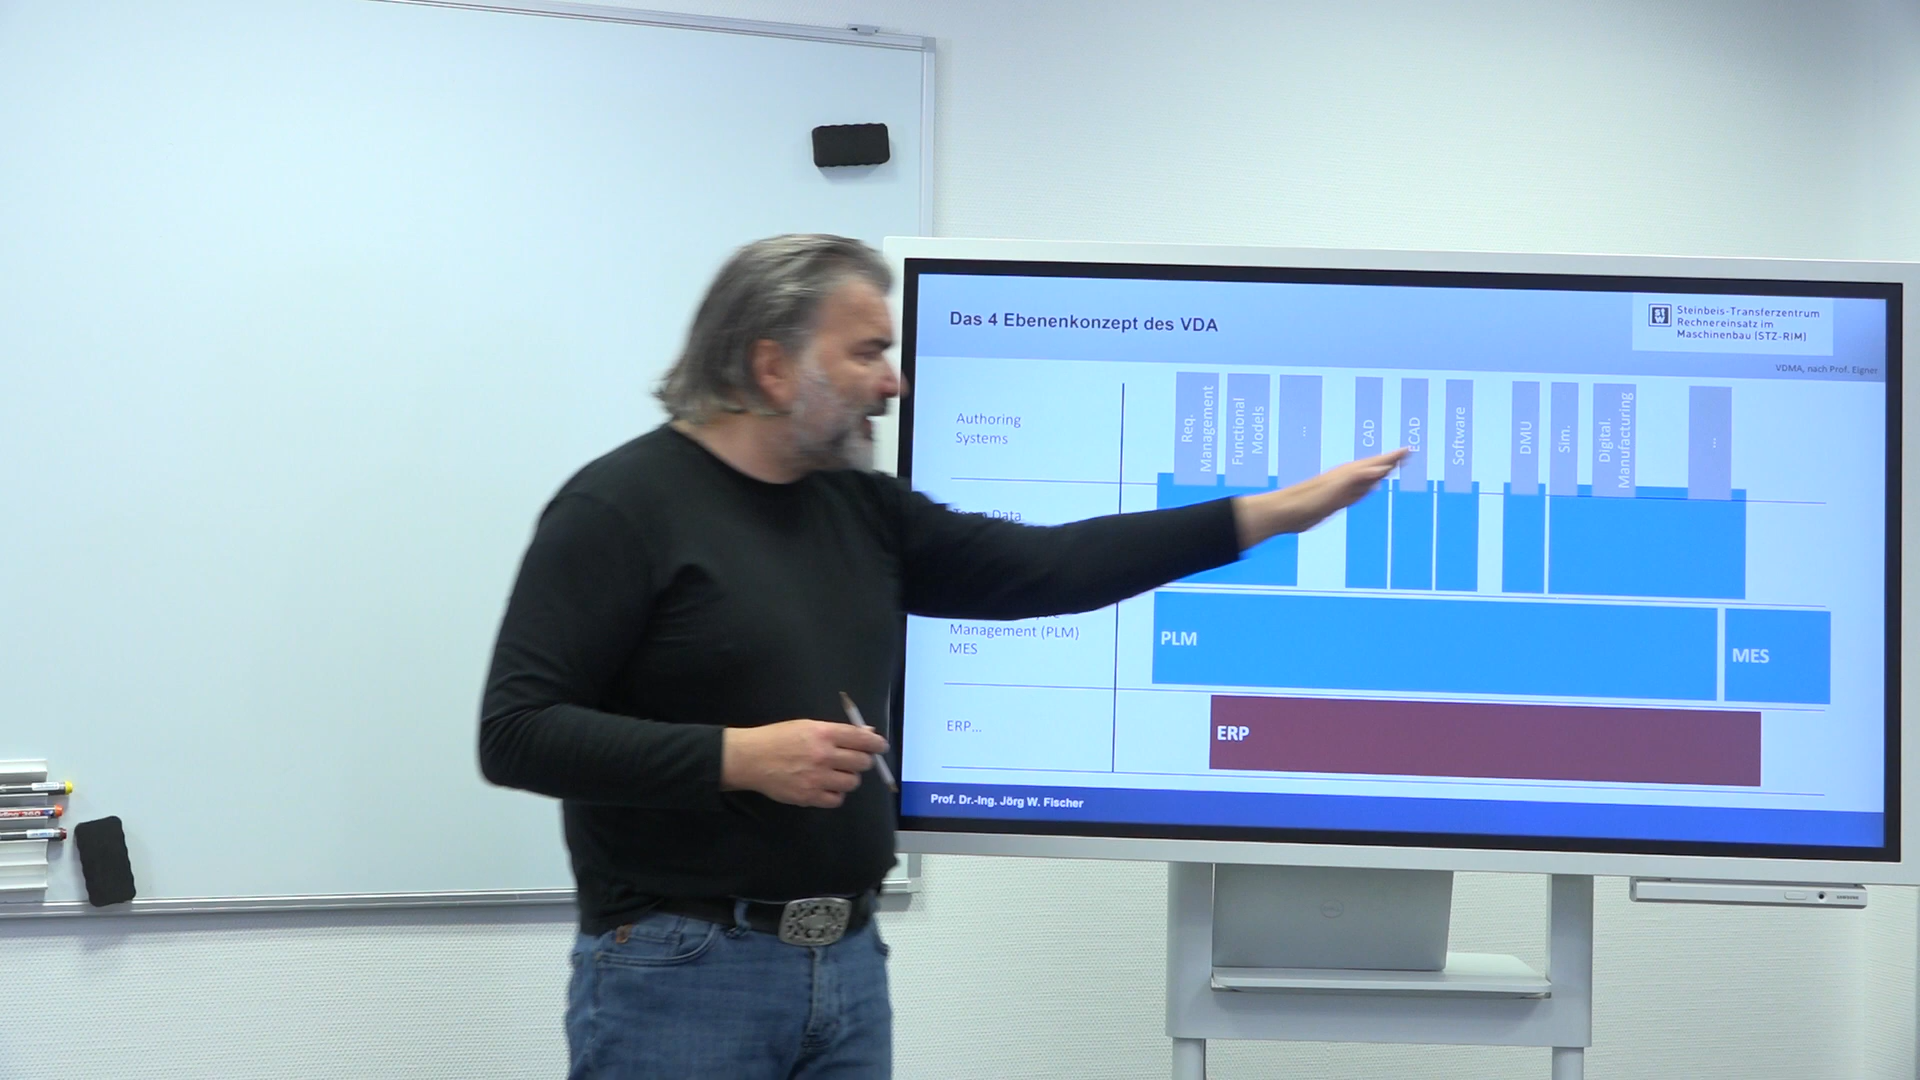 Das 4 Ebenenkonzept des VDA
Steinbeis-Transferzentrum
Rechnereinsatz im
Maschinenbau (STZ-RIM)
VDMA, nach Prof. Eigner
Authoring
Systems
Req.
Management
Functional
Models
...
CAD
ECAD
Software
DMU
Sim.
Digital.
Manufacturing
...
Data
Management (PLM)
MES
PLM
MES
ERP...
ERP
Prof. Dr.-Ing. Jörg W. Fischer
SAMSUNG